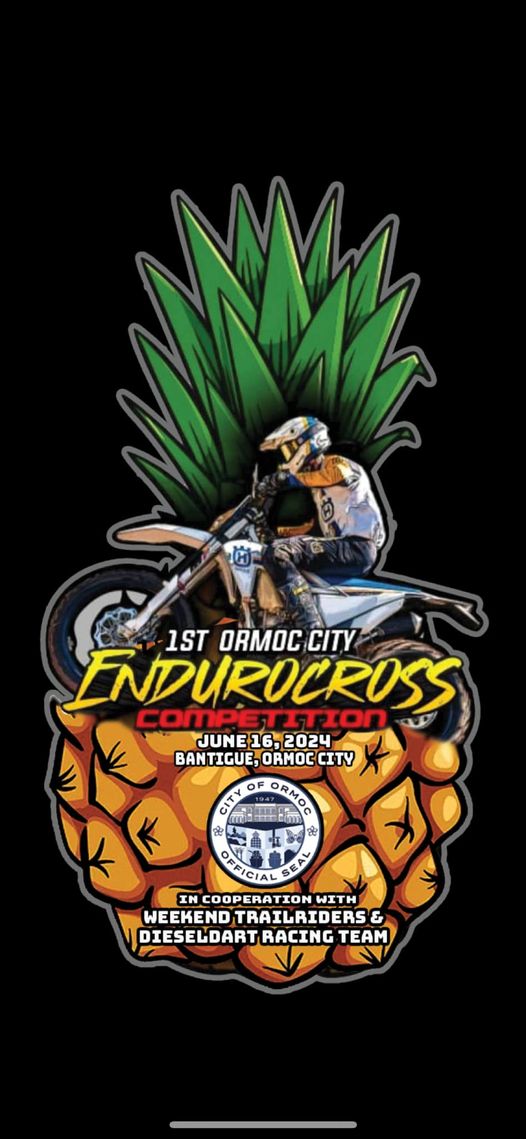 1ST ORMOC CITY
ENDUROCROSS
COMPETITION
JUNE 16, 2024
BANTIGUE, ORMOC CITY
CITY OF ORMOC
1947
OFFICIAL SEAL
IN COOPERATION WITH
WEEKEND TRAILRIDERS &
DIESELDART RACING TEAM